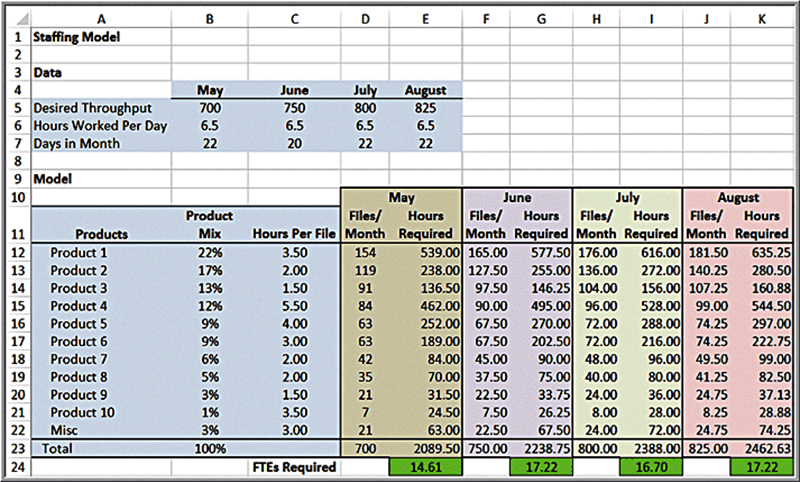 A B C D E F G H I J K
1 Staffing Model
2
3 Data
4 May June July August
5 Desired Throughput 700 750 800 825
6 Hours Worked Per Day 6.5 6.5 6.5 6.5
7 Days in Month 22 20 22 22
8
9 Model
10 May June July August
Product Files/ Hours Files/ Hours Files/ Hours Files/ Hours
11 Products Mix Hours Per File Month Required Month Required Month Required Month Required
12 Product 1 22% 3.50 154 539.00 165.00 577.50 176.00 616.00 181.50 635.25
13 Product 2 17% 2.00 119 238.00 127.50 255.00 136.00 272.00 140.25 280.50
14 Product 3 13% 1.50 91 136.50 97.50 146.25 104.00 156.00 107.25 160.88
15 Product 4 12% 5.50 84 462.00 90.00 495.00 96.00 528.00 99.00 544.50
16 Product 5 9% 4.00 63 252.00 67.50 270.00 72.00 288.00 74.25 297.00
17 Product 6 9% 3.00 63 189.00 67.50 202.50 72.00 216.00 74.25 222.75
18 Product 7 6% 2.00 42 84.00 45.00 90.00 48.00 96.00 49.50 99.00
19 Product 8 5% 2.00 35 70.00 37.50 75.00 40.00 80.00 41.25 82.50
20 Product 9 3% 1.50 21 31.50 22.50 33.75 24.00 36.00 24.75 37.13
21 Product 10 1% 3.50 7 24.50 7.50 26.25 8.00 28.00 8.25 28.88
22 Misc 3% 3.00 21 63.00 22.50 67.50 24.00 72.00 24.75 74.25
23 Total 100% 700 2089.50 750.00 2238.75 800.00 2388.00 825.00 2462.63
24 FTEs Required 14.61 17.22 16.70 17.22